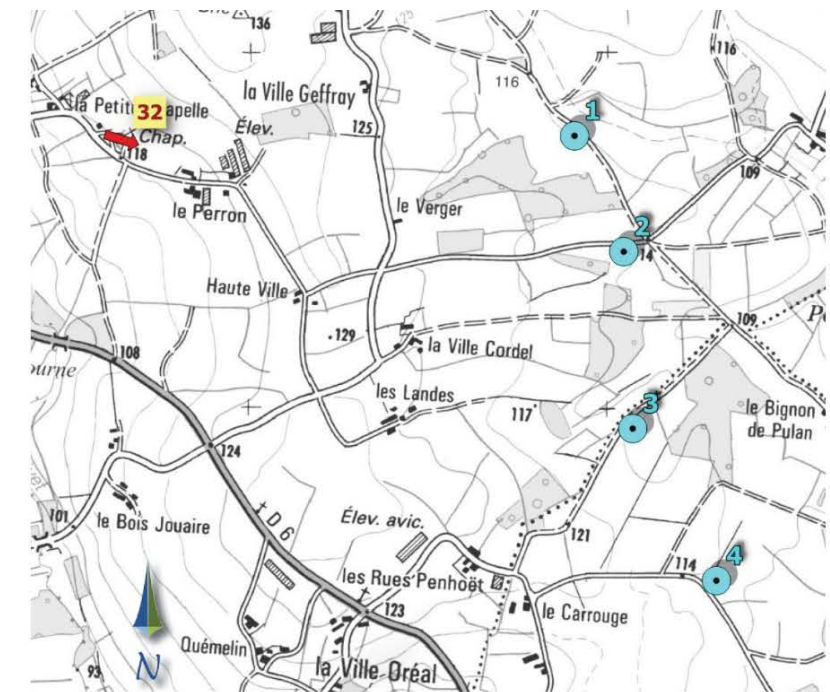 136
116
la Ville Geffray
116
la Petite
32
Chap.
118
Élev.
125
1
109
le Perron
le Verger
2
14
Haute Ville
129
la Ville Cordel
109
108
les Landes
3
117
le Bignon
de Pulan
124
D 6
Élev. avic.
101
le Bois Jouaire
121
4
114
les Rues Penhoët
le Carrouge
123
Quémelin
la Ville Oréal
93
N